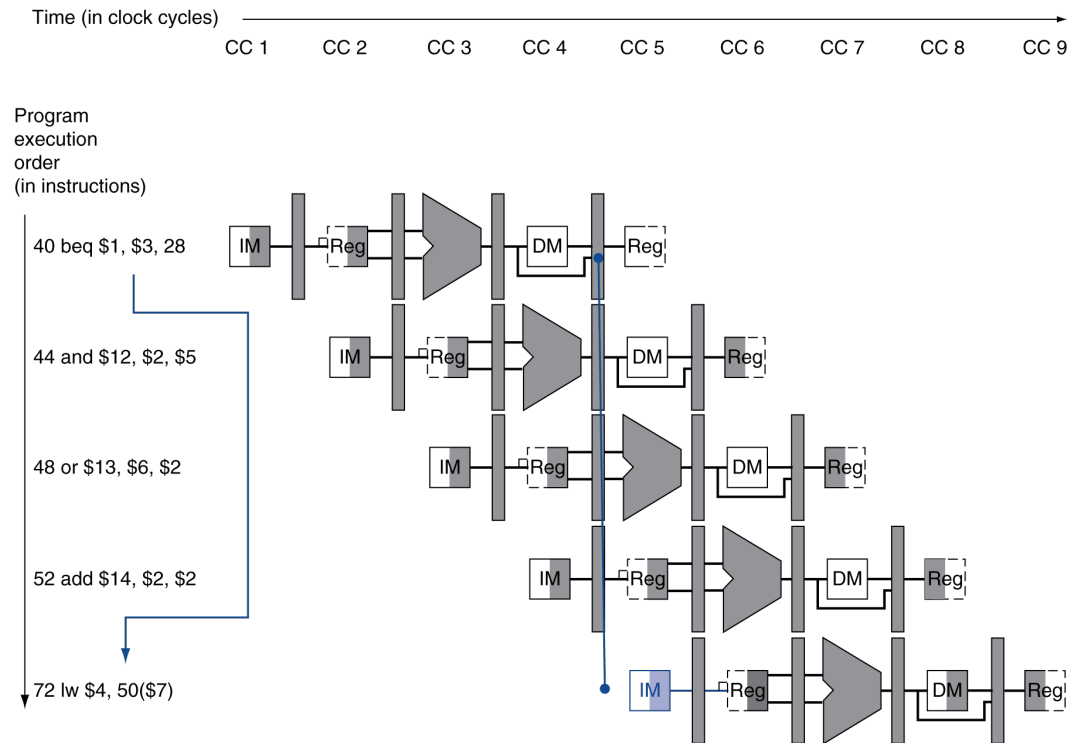 Time (in clock cycles)
CC 1 CC 2 CC 3 CC 4 CC 5 CC 6 CC 7 CC 8 CC 9
Program
execution
order
(in instructions)
40 beq $1, $3, 28
IM Reg DM Reg
44 and $12, $2, $5
IM Reg DM Reg
48 or $13, $6, $2
IM Reg DM Reg
52 add $14, $2, $2
IM Reg DM Reg
72 lw $4, 50($7)
IM Reg DM Reg